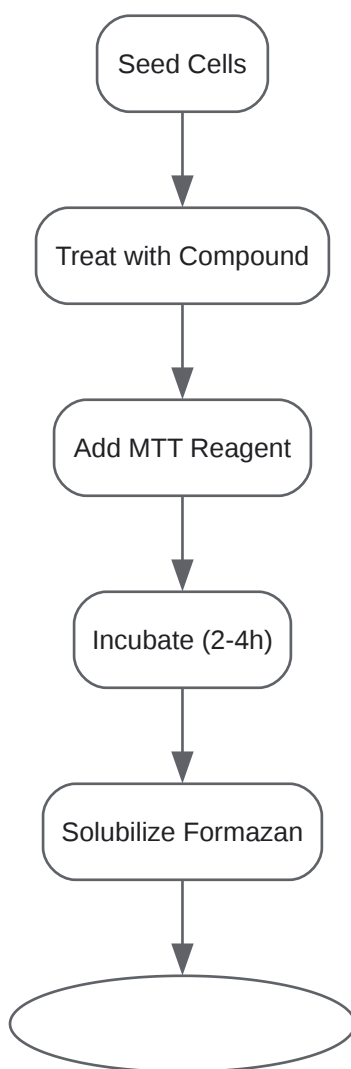 Seed Cells
Treat with Compound
Add MTT Reagent
Incubate (2-4h)
Solubilize Formazan